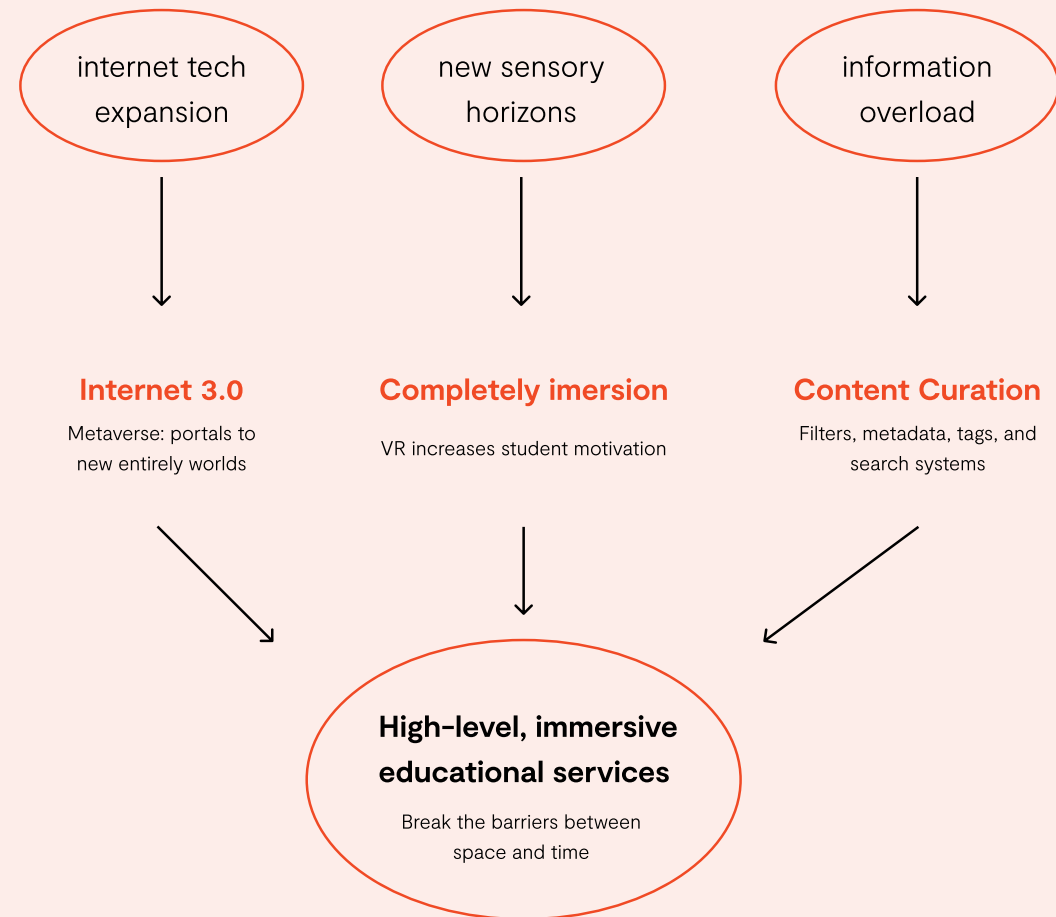 internet tech
expansion
new sensory
horizons
information
overload
Internet 3.0
Metaverse: portals to
new entirely worlds
Completely imersion
VR increases student motivation
Content Curation
Filters, metadata, tags, and
search systems
High-level, immersive
educational services
Break the barriers between
space and time